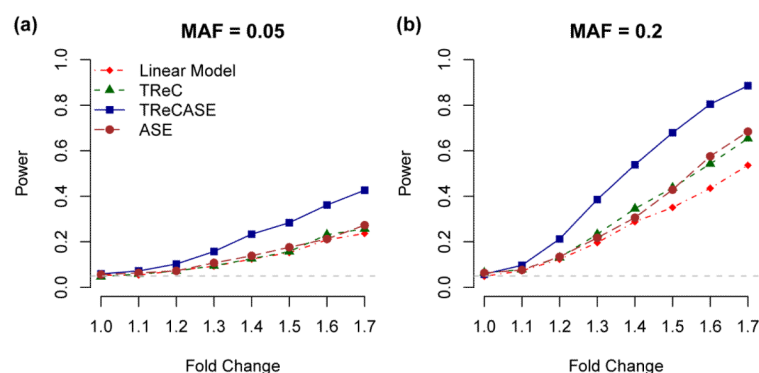 (a)
MAF = 0.05
Power
1.0
0.8
0.6
0.4
0.2
0.0
Linear Model
TReC
TReCASE
ASE
1.0 1.1 1.2 1.3 1.4 1.5 1.6 1.7
Fold Change
(b)
MAF = 0.2
Power
1.0
0.8
0.6
0.4
0.2
0.0
1.0 1.1 1.2 1.3 1.4 1.5 1.6 1.7
Fold Change